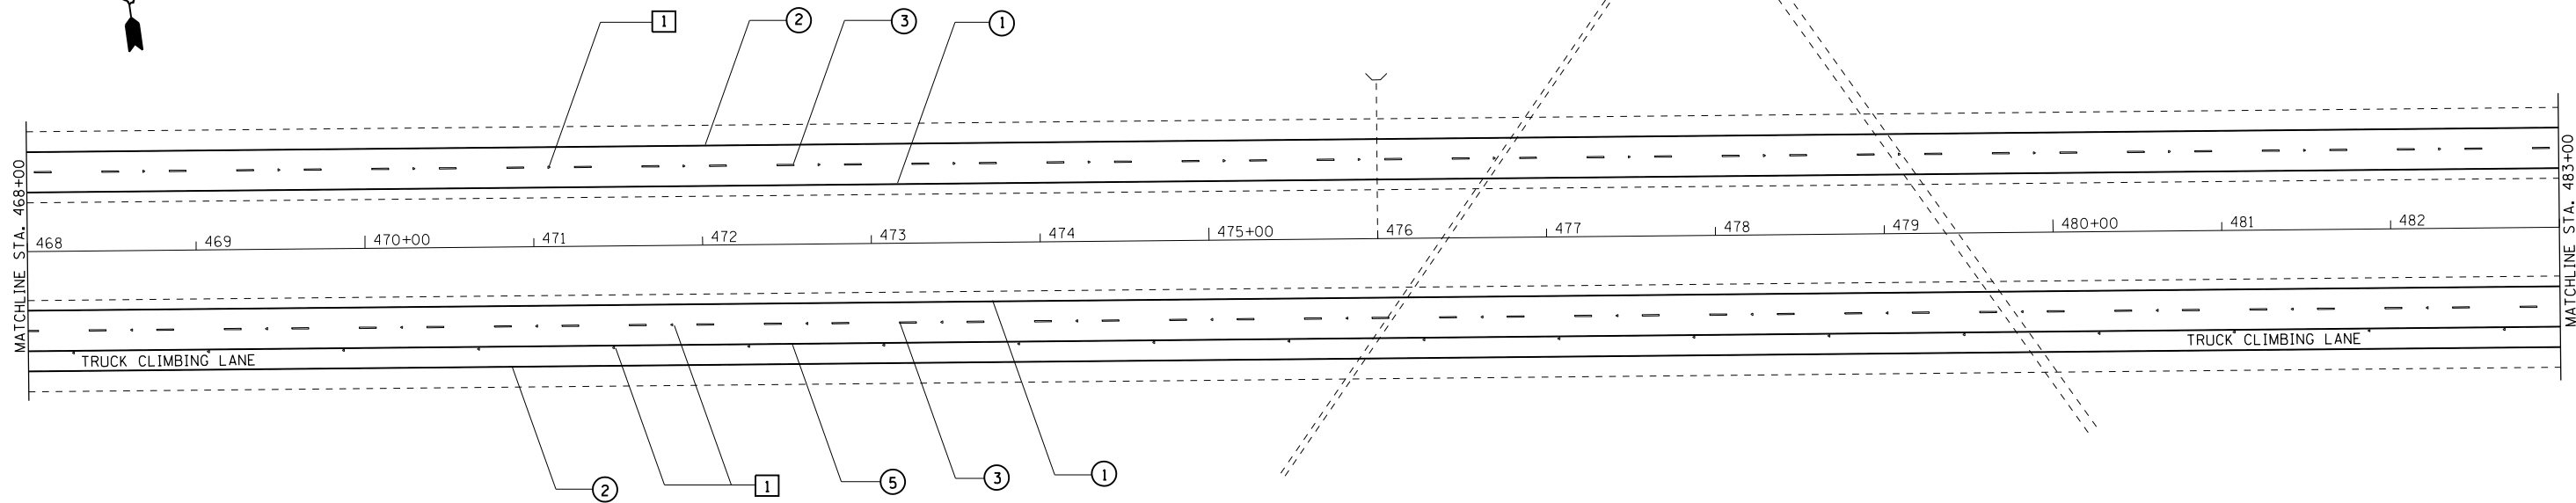 1 2 3 1
MATCHLINE STA. 468+00
MATCHLINE STA. 483+00
468 469 470+00 471 472 473 474 475+00 476 477 478 479 480+00 481 482
TRUCK CLIMBING LANE TRUCK CLIMBING LANE
2 1 5 3 1